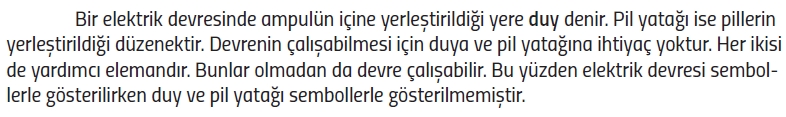 Bir elektrik devresinde ampulün içine yerleştirildiği yere duy denir. Pil yatağı ise pillerin
yerleştirildiği düzenektir. Devrenin çalışabilmesi için duya ve pil yatağına ihtiyaç yoktur. Her ikisi
de yardımcı elemandır. Bunlar olmadan da devre çalışabilir. Bu yüzden elektrik devresi sembol-
lerle gösterilirken duy ve pil yatağı sembollerle gösterilmemiştir.